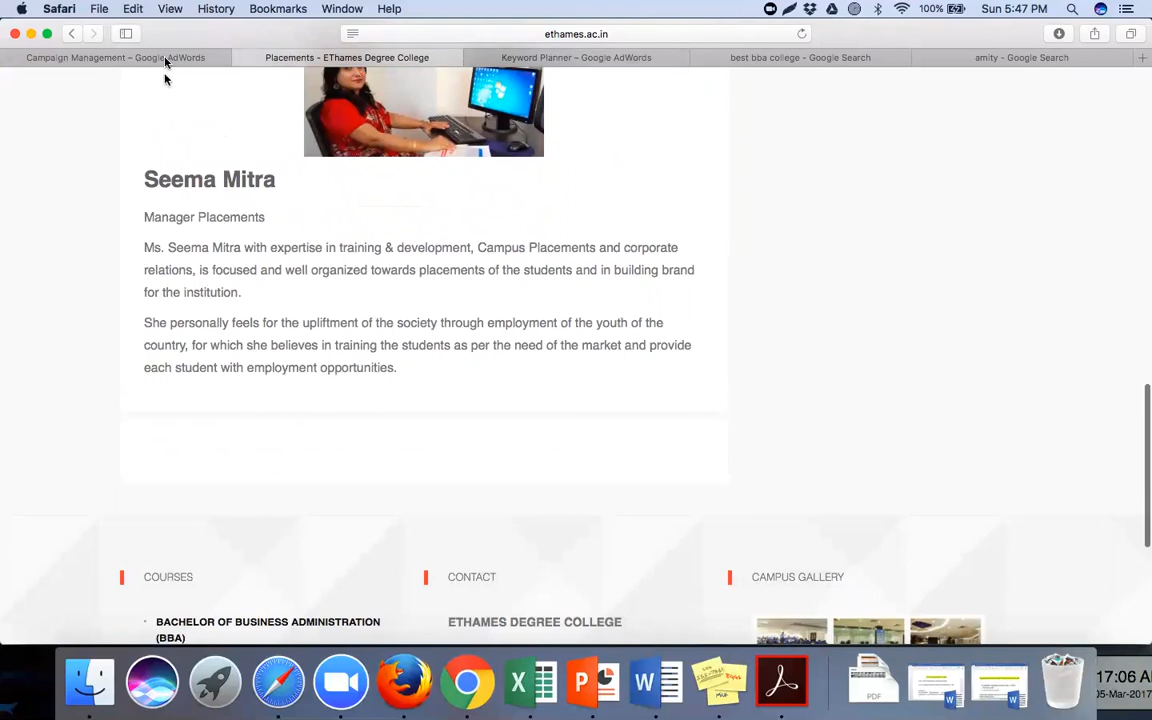 Safari File Edit View History Bookmarks Window Help 100% Sun 5:47 PM
ethames.ac.in
Campaign Management – Google AdWords Placements - EThames Degree College Keyword Planner – Google AdWords best bba college - Google Search amity - Google Search
Seema Mitra
Manager Placements
Ms. Seema Mitra with expertise in training & development, Campus Placements and corporate
relations, is focused and well organized towards placements of the students and in building brand
for the institution.
She personally feels for the upliftment of the society through employment of the youth of the
country, for which she believes in training the students as per the need of the market and provide
each student with employment opportunities.
COURSES CONTACT CAMPUS GALLERY
BACHELOR OF BUSINESS ADMINISTRATION
(BBA)
ETHAMES DEGREE COLLEGE
X P W W W
PDF
17:06
05-Mar-2017